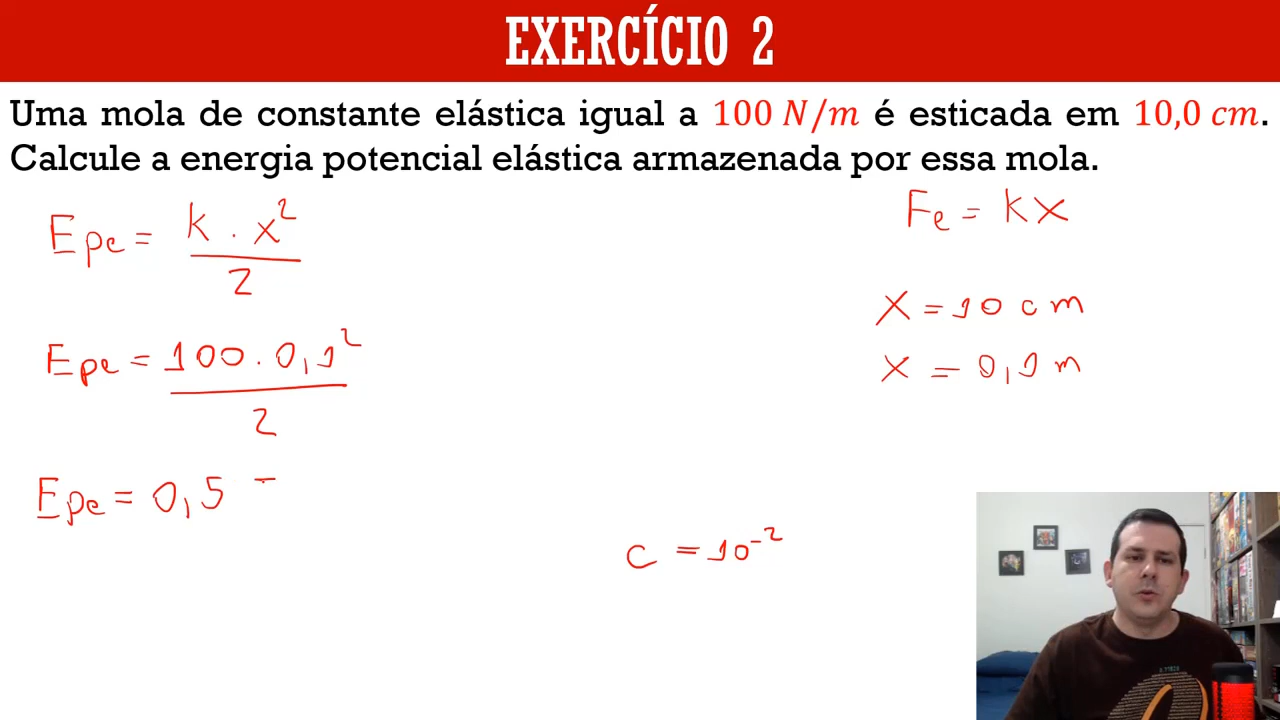 EXERCÍCIO 2
Uma mola de constante elástica igual a 100 N/m é esticada em 10,0 cm.
Calcule a energia potencial elástica armazenada por essa mola.
Epe = k . x²
2
Fe = kx
x = 10 cm
Epe = 100 . 0,1²
2
x = 0,1 m
Epe = 0,5
c = 10⁻²